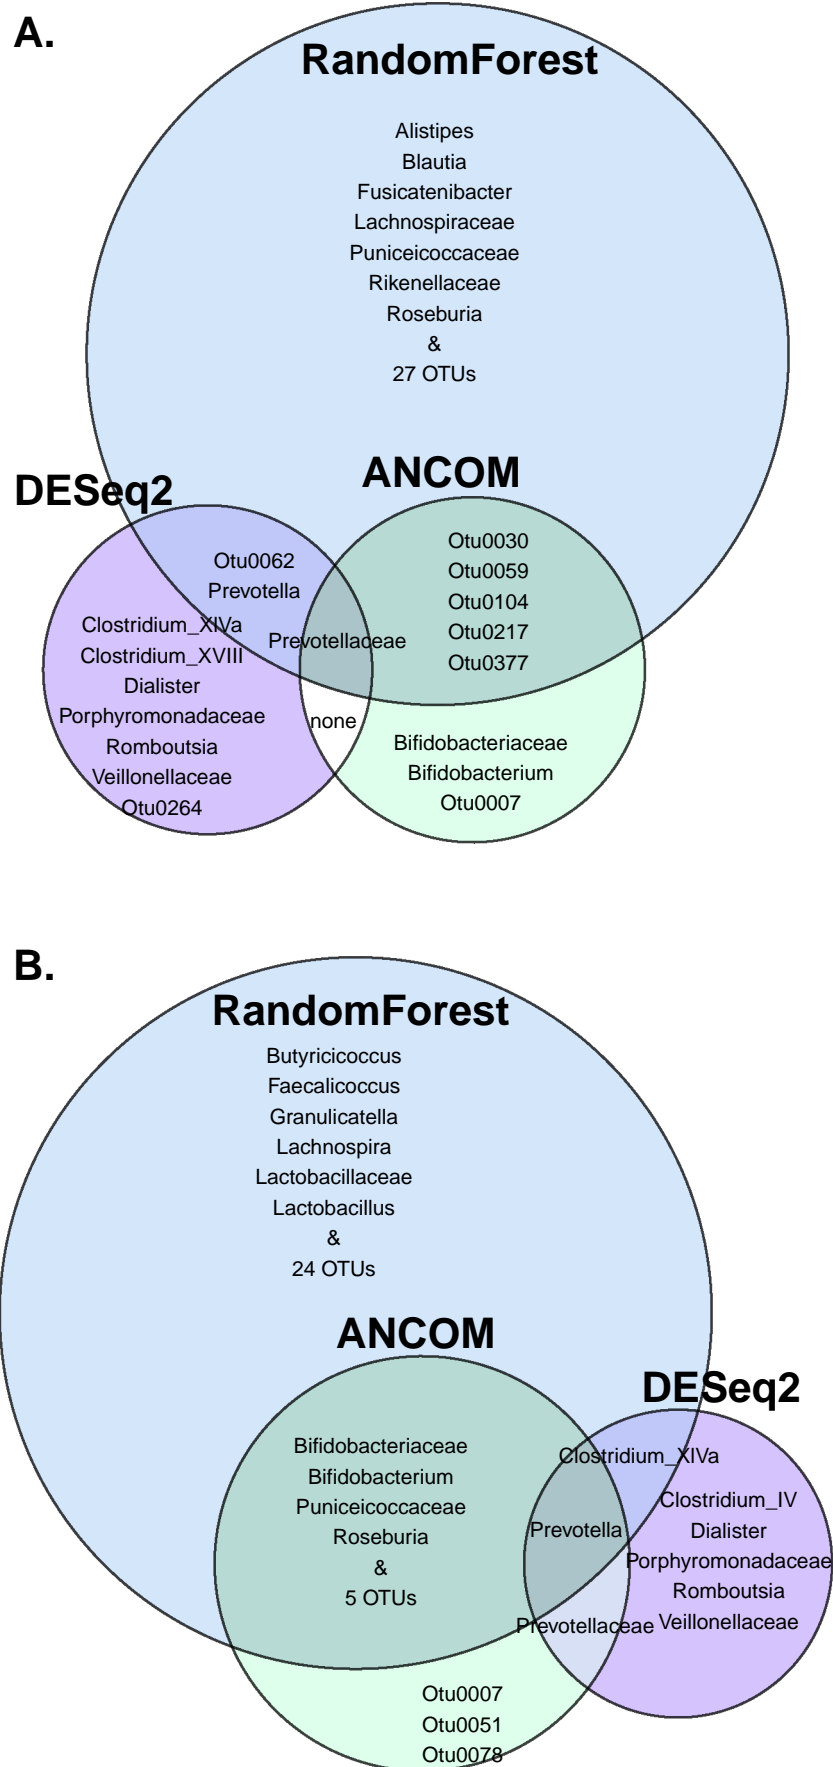 A.
RandomForest
Alistipes
Blautia
Fusicatenibacter
Lachnospiraceae
Puniceicoccaceae
Rikenellaceae
Roseburia
&
27 OTUs
ANCOM
DESeq2
Otu0030
Otu0059
Otu0104
Otu0217
Otu0377
Otu0062
Prevotella
Prevotellaceae
Clostridium_XIVa
Clostridium_XVIII
Dialister
Porphyromonadaceae
Romboutsia
Veillonellaceae
Otu0264
none
Bifidobacteriaceae
Bifidobacterium
Otu0007
B.
RandomForest
Butyricicoccus
Faecalicoccus
Granulicatella
Lachnospira
Lactobacillaceae
Lactobacillus
&
24 OTUs
ANCOM
DESeq2
Bifidobacteriaceae
Bifidobacterium
Puniceicoccaceae
Roseburia
&
5 OTUs
Clostridium_XIVa
Prevotella
Prevotellaceae
Clostridium_IV
Dialister
Porphyromonadaceae
Romboutsia
Veillonellaceae
Otu0007
Otu0051
Otu0078